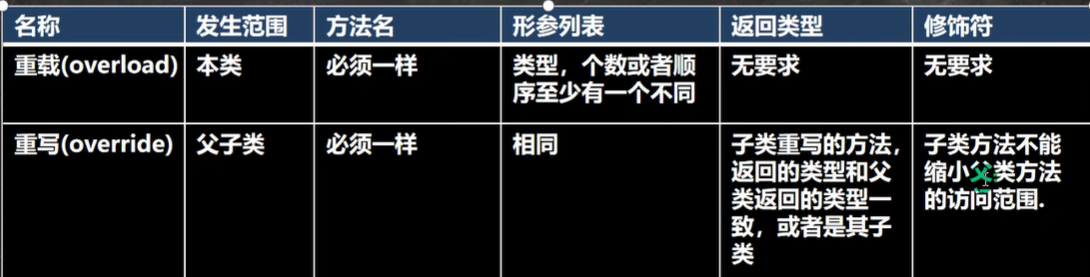 名称 发生范围 方法名 形参列表 返回类型 修饰符
重载(overload) 本类 必须一样 类型，个数或者顺 无要求 无要求
序至少有一个不同
重写(override) 父子类 必须一样 相同 子类重写的方法， 子类方法不能
返回的类型和父 缩小父类方法
类返回的类型一 的访问范围.
致，或者是其子
类